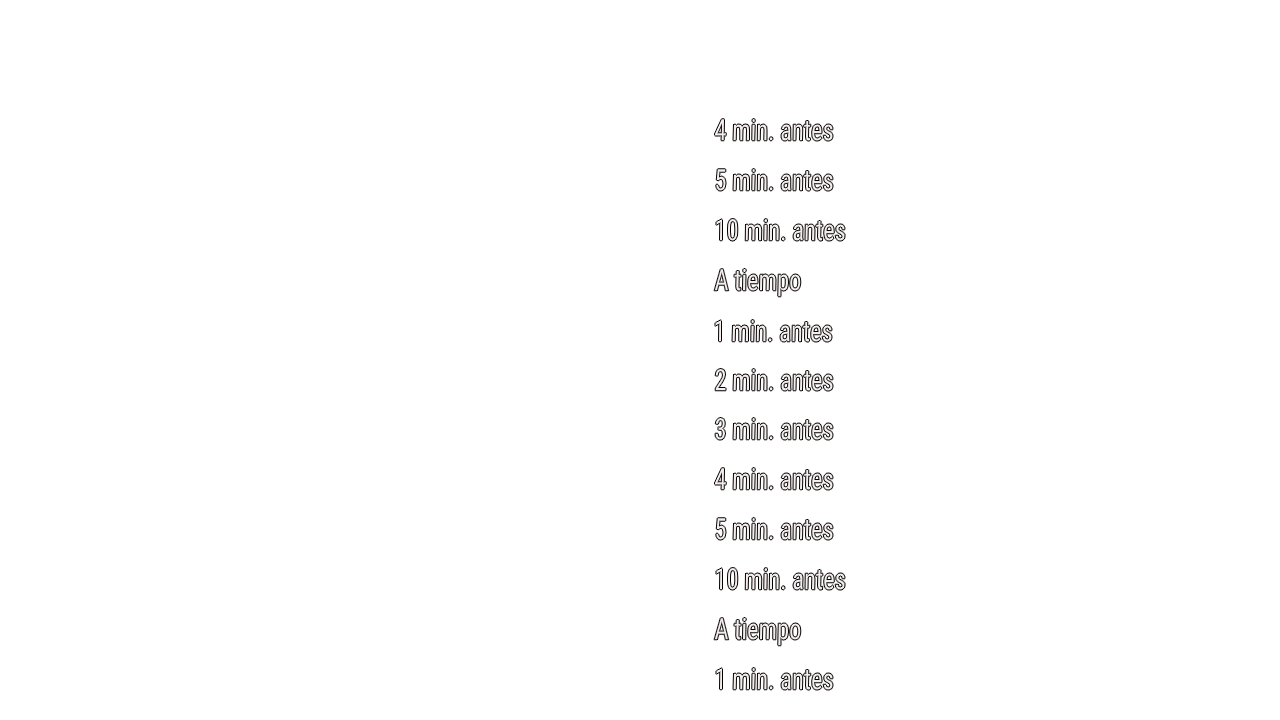 4 min. antes
5 min. antes
10 min. antes
A tiempo
1 min. antes
2 min. antes
3 min. antes
4 min. antes
5 min. antes
10 min. antes
A tiempo
1 min. antes